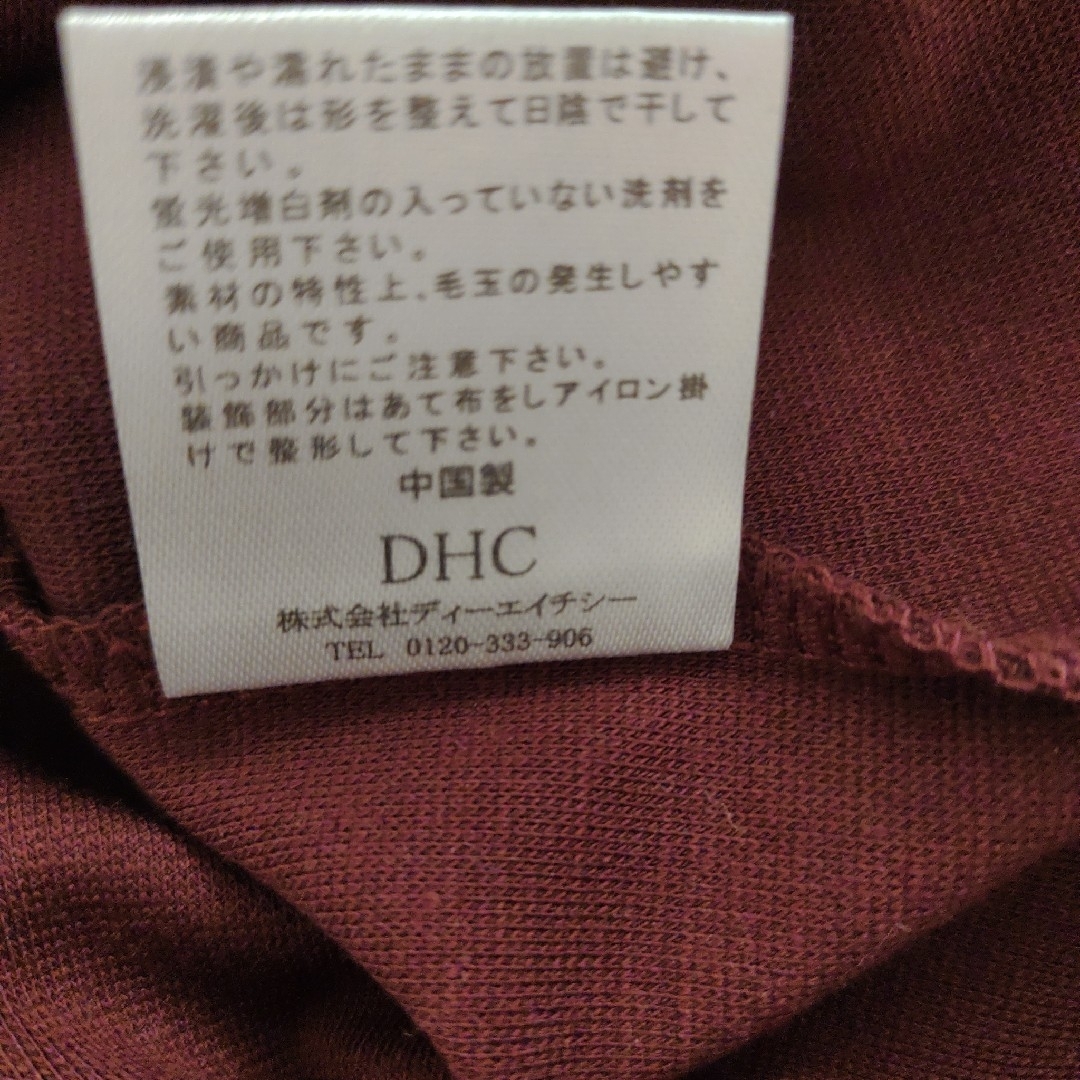 浸漬や濡れたままの放置は避け、
洗濯後は形を整えて日陰で干して
下さい。
蛍光増白剤の入っていない洗剤を
ご使用下さい。
素材の特性上、毛玉の発生しやす
い商品です。
引っかけにご注意下さい。
装飾部分はあて布をしアイロン掛
けで整形して下さい。
中国製
DHC
株式会社ディーエイチシー
TEL 0120-333-906